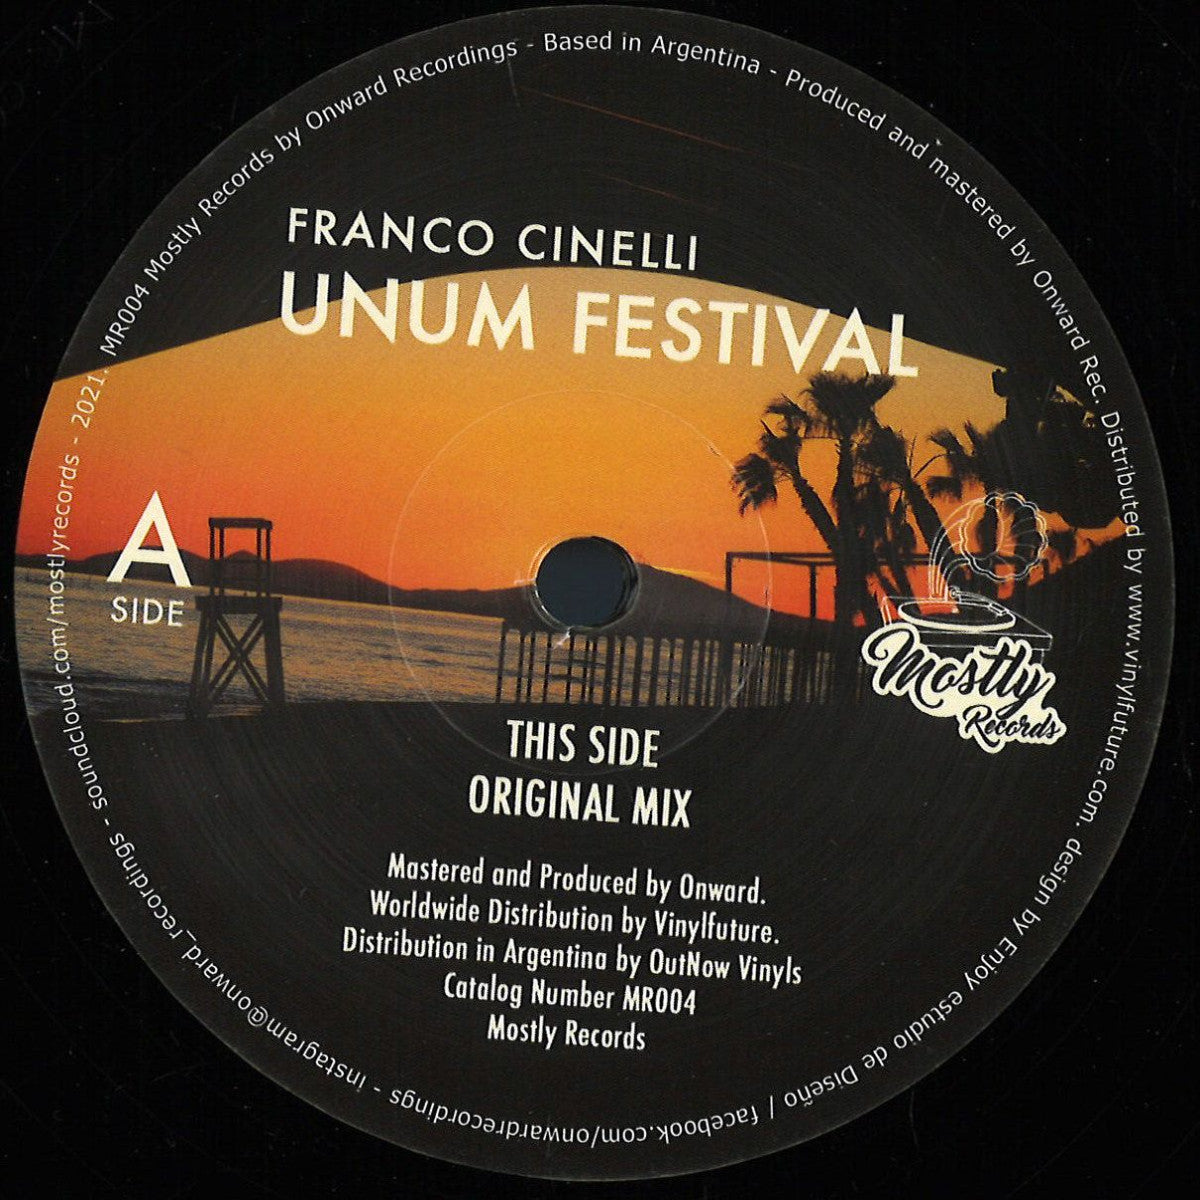 FRANCO CINELLI
UNUM FESTIVAL
A
SIDE
Mostly
Records
THIS SIDE
ORIGINAL MIX
Mastered and Produced by Onward.
Worldwide Distribution by Vinylfuture.
Distribution in Argentina by OutNow Vinyls
Catalog Number MR004
Mostly Records
MR004 Mostly Records by Onward Recordings - Based in Argentina - Produced and mastered by Onward Rec. Distributed by www.vinylfuture.com. design by Enjoy estudio de Diseño / facebook.com/onwardrecordings - instagram@onward_recordings - soundcloud.com/mostlyrecords - 2021.